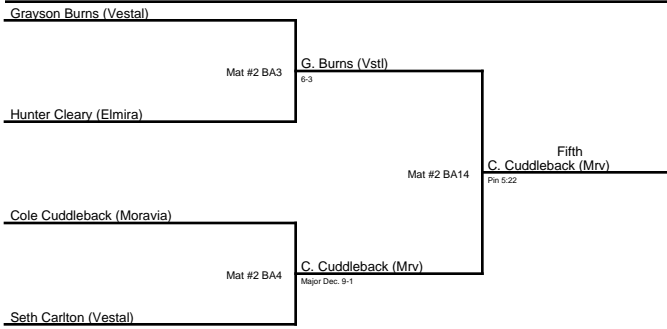 Grayson Burns (Vestal)
Mat #2 BA3
G. Burns (Vstl)
6-3
Hunter Cleary (Elmira)
Mat #2 BA14
Fifth
C. Cuddleback (Mrv)
Pin 5:22
Cole Cuddleback (Moravia)
Mat #2 BA4
C. Cuddleback (Mrv)
Major Dec. 9-1
Seth Carlton (Vestal)